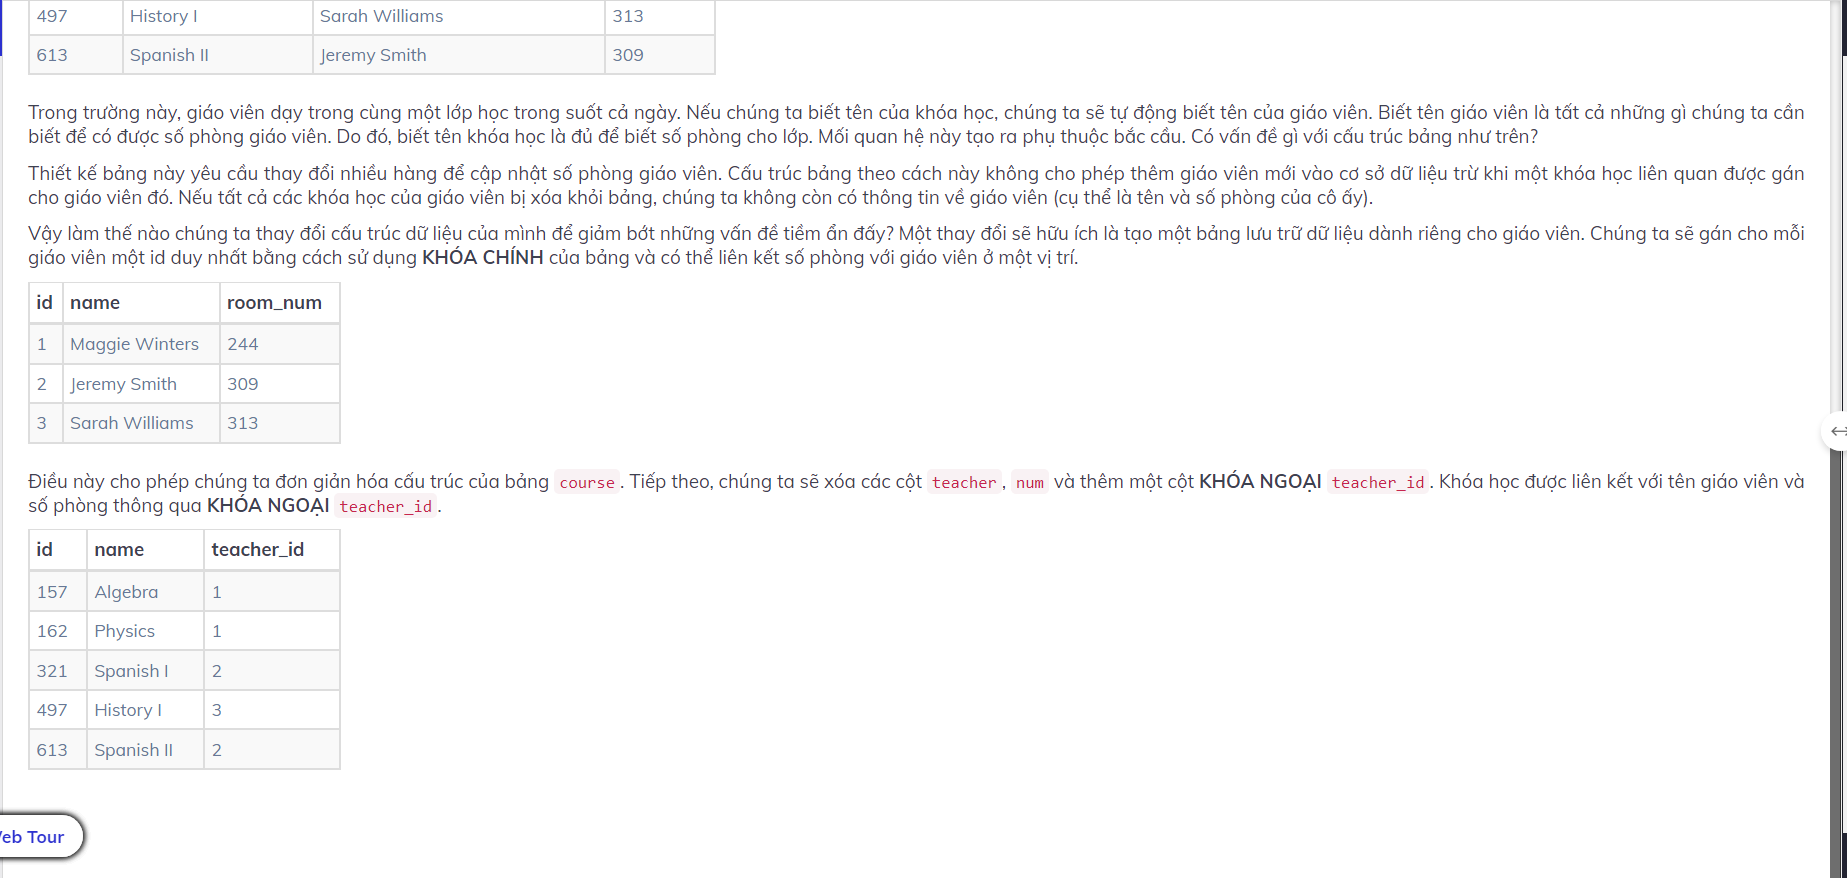 497 History I Sarah Williams 313
613 Spanish II Jeremy Smith 309
Trong trường này, giáo viên dạy trong cùng một lớp học trong suốt cả ngày. Nếu chúng ta biết tên của khóa học, chúng ta sẽ tự động biết tên của giáo viên. Biết tên giáo viên là tất cả những gì chúng ta cần
biết để có được số phòng giáo viên. Do đó, biết tên khóa học là đủ để biết số phòng cho lớp. Mối quan hệ này tạo ra phụ thuộc bắc cầu. Có vấn đề gì với cấu trúc bảng như trên?
Thiết kế bảng này yêu cầu thay đổi nhiều hàng để cập nhật số phòng giáo viên. Cấu trúc bảng theo cách này không cho phép thêm giáo viên mới vào cơ sở dữ liệu trừ khi một khóa học liên quan được gán
cho giáo viên đó. Nếu tất cả các khóa học của giáo viên bị xóa khỏi bảng, chúng ta không còn có thông tin về giáo viên (cụ thể là tên và số phòng của cô ấy).
Vậy làm thế nào chúng ta thay đổi cấu trúc dữ liệu của mình để giảm bớt những vấn đề tiềm ẩn đấy? Một thay đổi sẽ hữu ích là tạo một bảng lưu trữ dữ liệu dành riêng cho giáo viên. Chúng ta sẽ gán cho mỗi
giáo viên một id duy nhất bằng cách sử dụng KHÓA CHÍNH của bảng và có thể liên kết số phòng với giáo viên ở một vị trí.
id name room_num
1 Maggie Winters 244
2 Jeremy Smith 309
3 Sarah Williams 313
Điều này cho phép chúng ta đơn giản hóa cấu trúc của bảng course. Tiếp theo, chúng ta sẽ xóa các cột teacher, num và thêm một cột KHÓA NGOẠI teacher_id. Khóa học được liên kết với tên giáo viên và
số phòng thông qua KHÓA NGOẠI teacher_id.
id name teacher_id
157 Algebra 1
162 Physics 1
321 Spanish I 2
497 History I 3
613 Spanish II 2
eb Tour